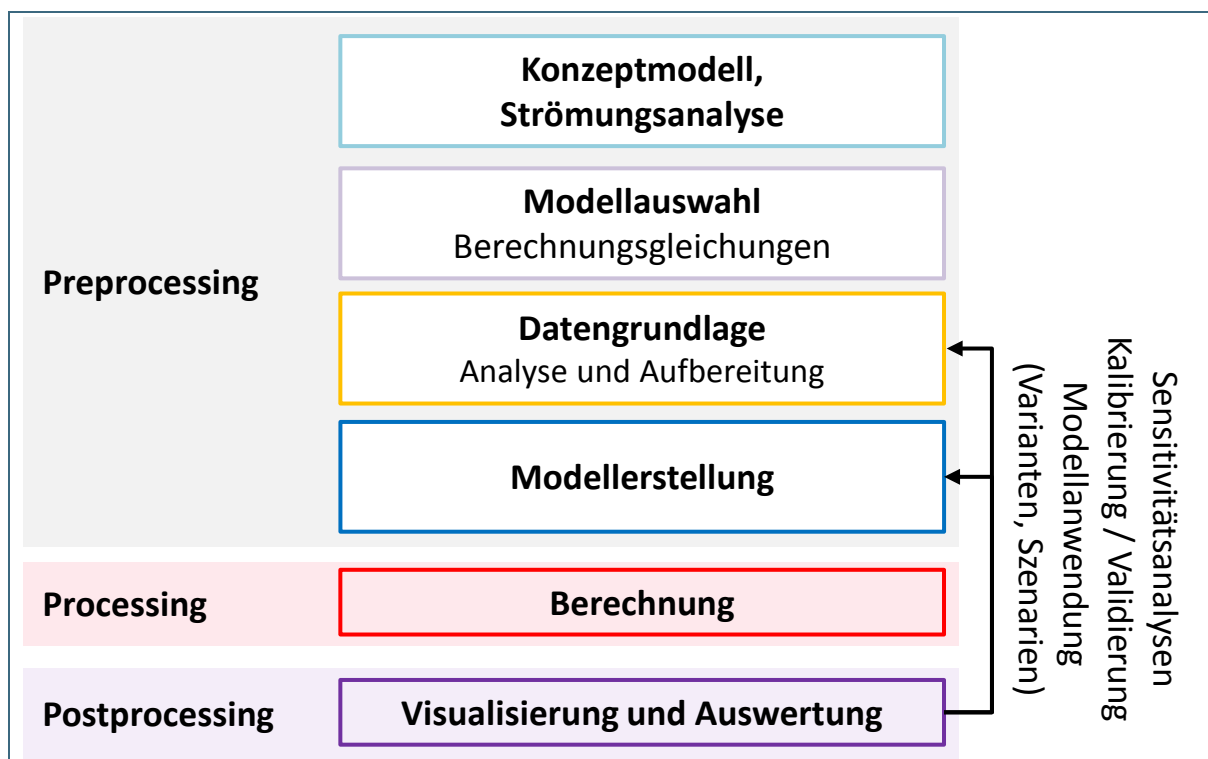 Preprocessing
Konzeptmodell,
Strömungsanalyse
Modellauswahl
Berechnungsgleichungen
Datengrundlage
Analyse und Aufbereitung
Modellerstellung
Processing
Berechnung
Postprocessing
Visualisierung und Auswertung
Sensitivitätsanalysen
Kalibrierung / Validierung
Modellanwendung
(Varianten, Szenarien)